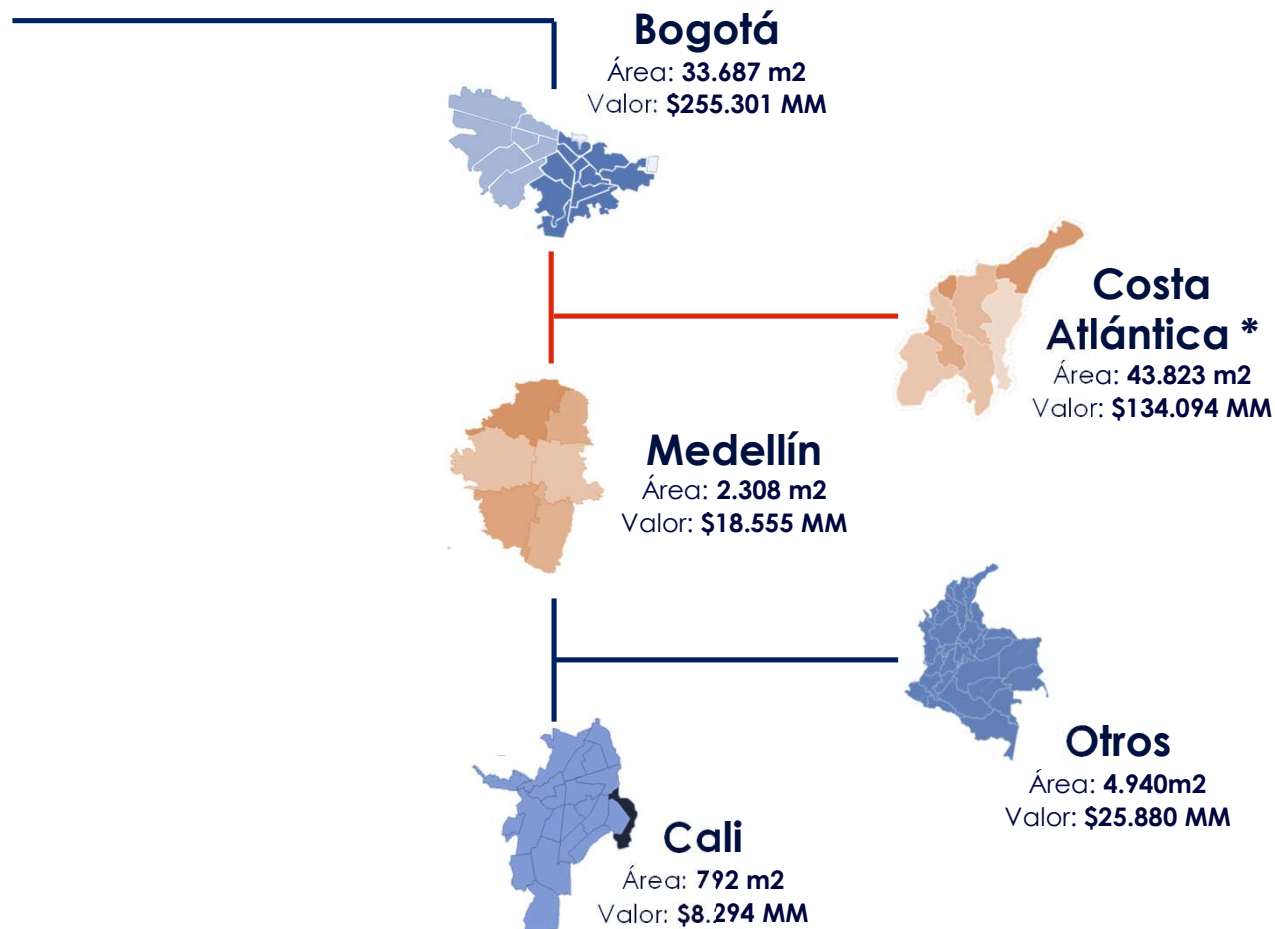 Bogotá
Área: 33.687 m2
Valor: $255.301 MM
Costa
Atlántica *
Área: 43.823 m2
Valor: $134.094 MM
Medellín
Área: 2.308 m2
Valor: $18.555 MM
Otros
Área: 4.940m2
Valor: $25.880 MM
Cali
Área: 792 m2
Valor: $8.294 MM